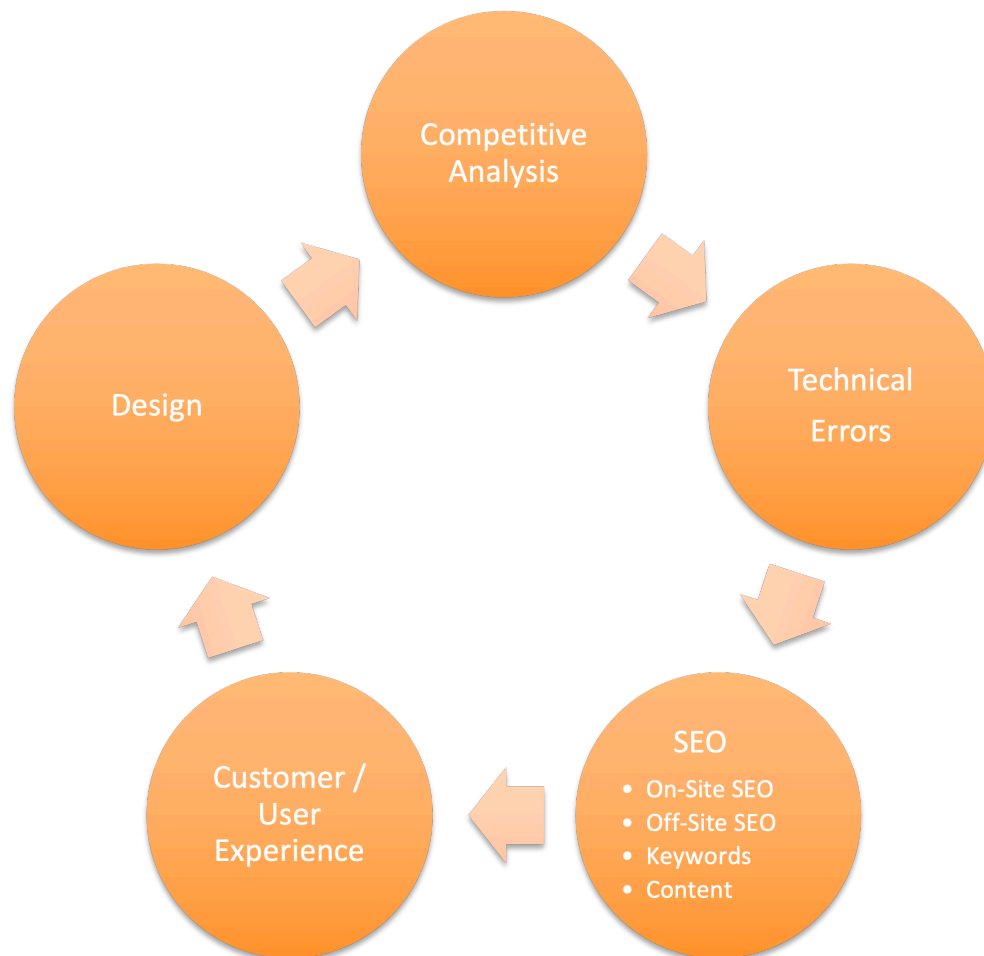 Competitive
Analysis
Technical
Errors
SEO
• On-Site SEO
• Off-Site SEO
• Keywords
• Content
Customer /
User
Experience
Design